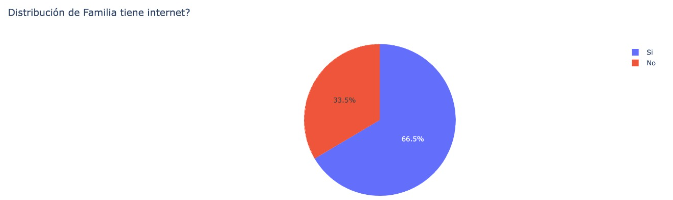 Distribución de Familia tiene internet?
Si
No
33.5%
66.5%